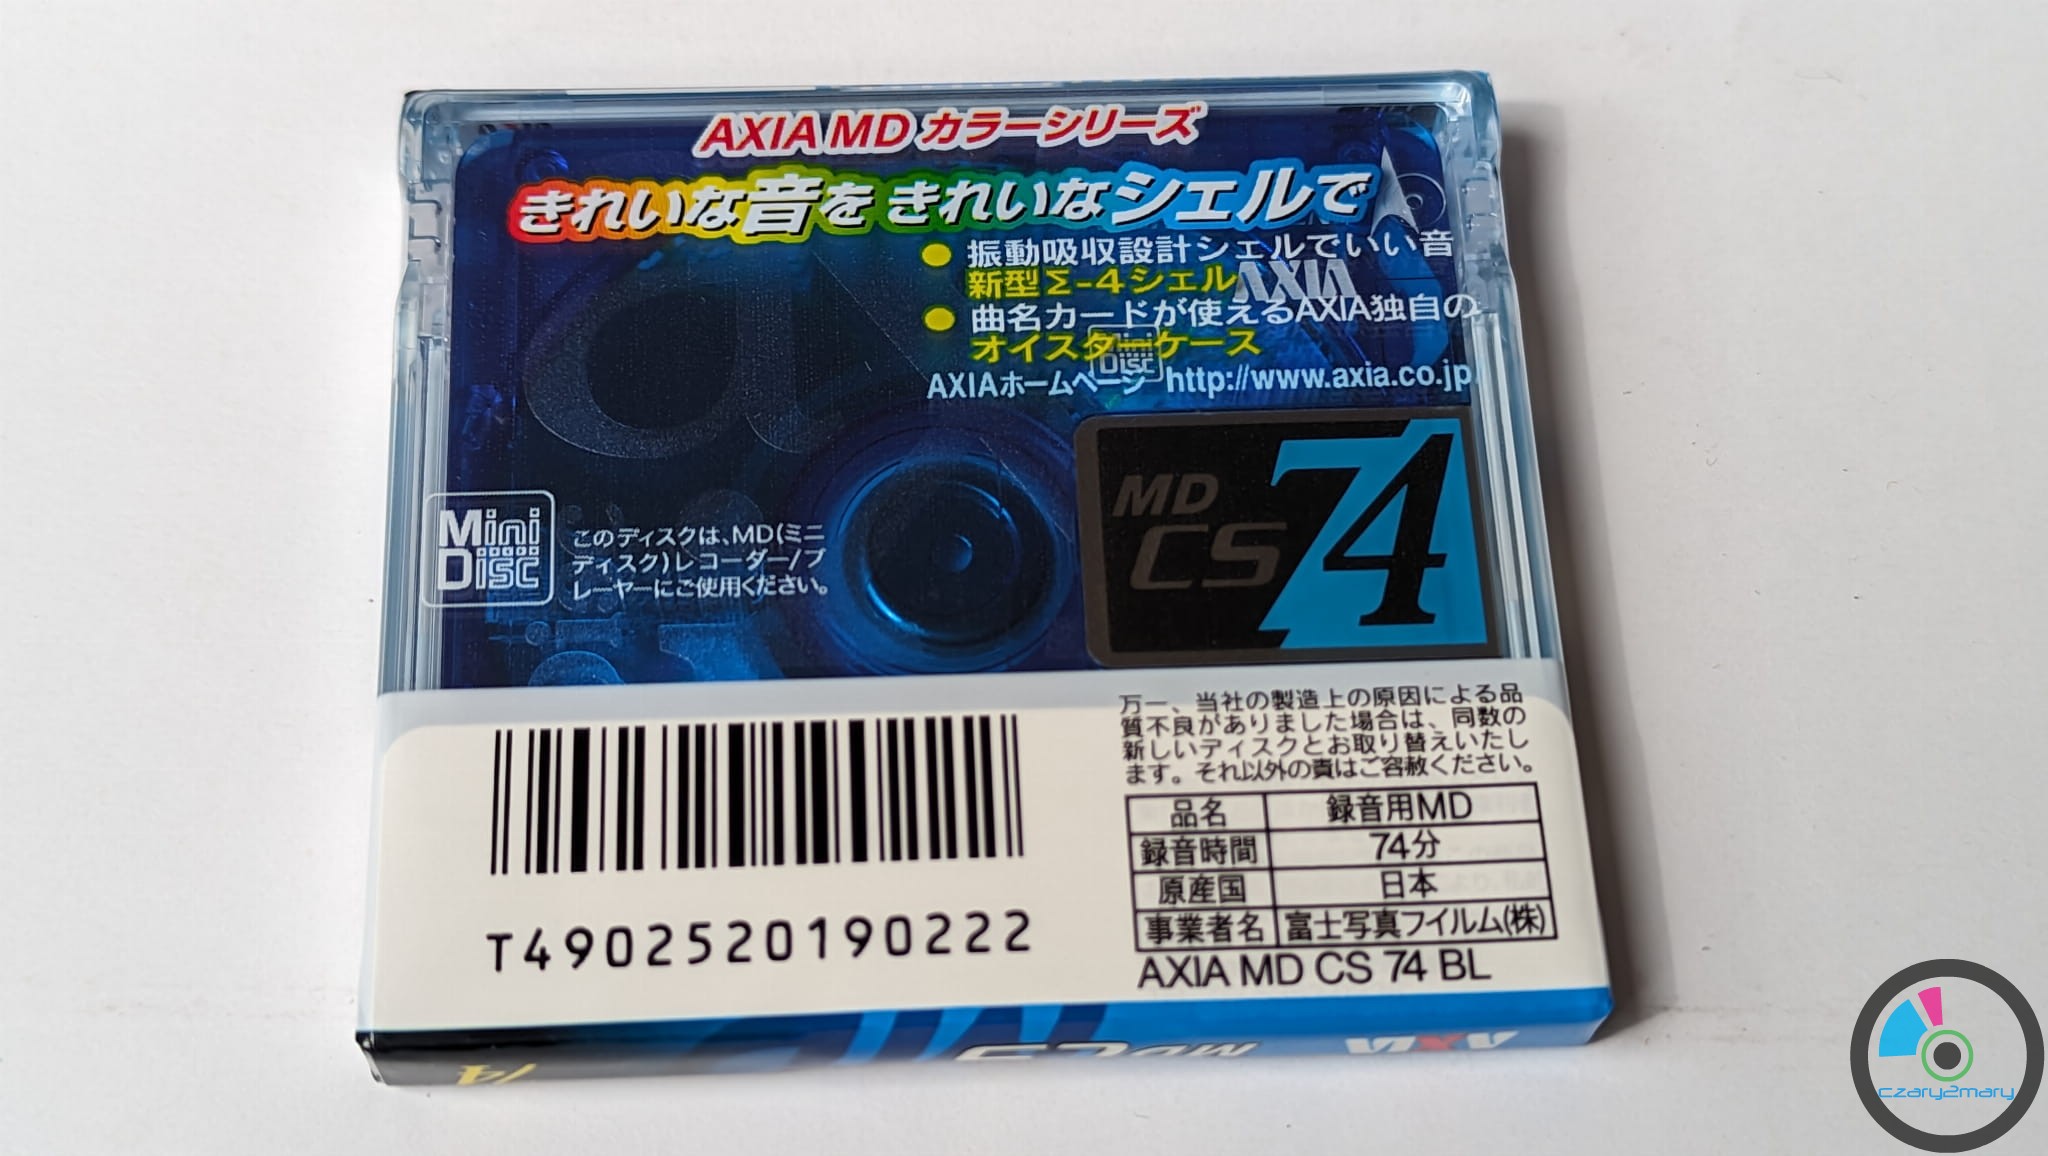 AXIA MD カラーシリーズ
きれいな音を きれいなシェルで
● 振動吸収設計シェルでいい音
新型Σ-4シェル
AXIA
● 曲名カードが使えるAXIA独自の
オイスターケース
Mini
Disc
AXIAホームページ http://www.axia.co.jp
MD
CS
74
Mini
Disc
このディスクは、MD(ミニ
ディスク)レコーダー/プ
レーヤーにご使用ください。
万一、当社の製造上の原因による品
質不良がありました場合は、同数の
新しいディスクとお取り替えいたし
ます。それ以外の責はご容赦ください。
品名 録音用MD
録音時間 74分
原産国 日本
事業者名 富士写真フイルム(株)
AXIA MD CS 74 BL
T4902520190222
74
MD CS
AXIA
czary2mary